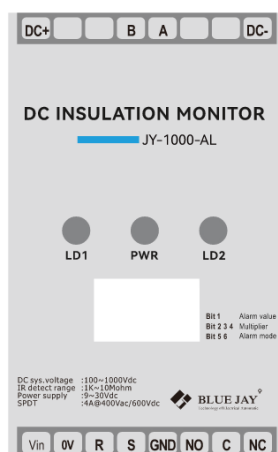 DC+ B A DC-
DC INSULATION MONITOR
JY-1000-AL
LD1 PWR LD2
Bit 1 Alarm value
Bit 2 3 4 Multiplier
Bit 5 6 Alarm mode
DC sys.voltage :100~1000Vdc
IR detect range :1K~10Mohm
Power supply :9~30Vdc
SPDT :4A@400Vac/600Vdc
BLUE JAY
Vin 0V R S GND NO C NC